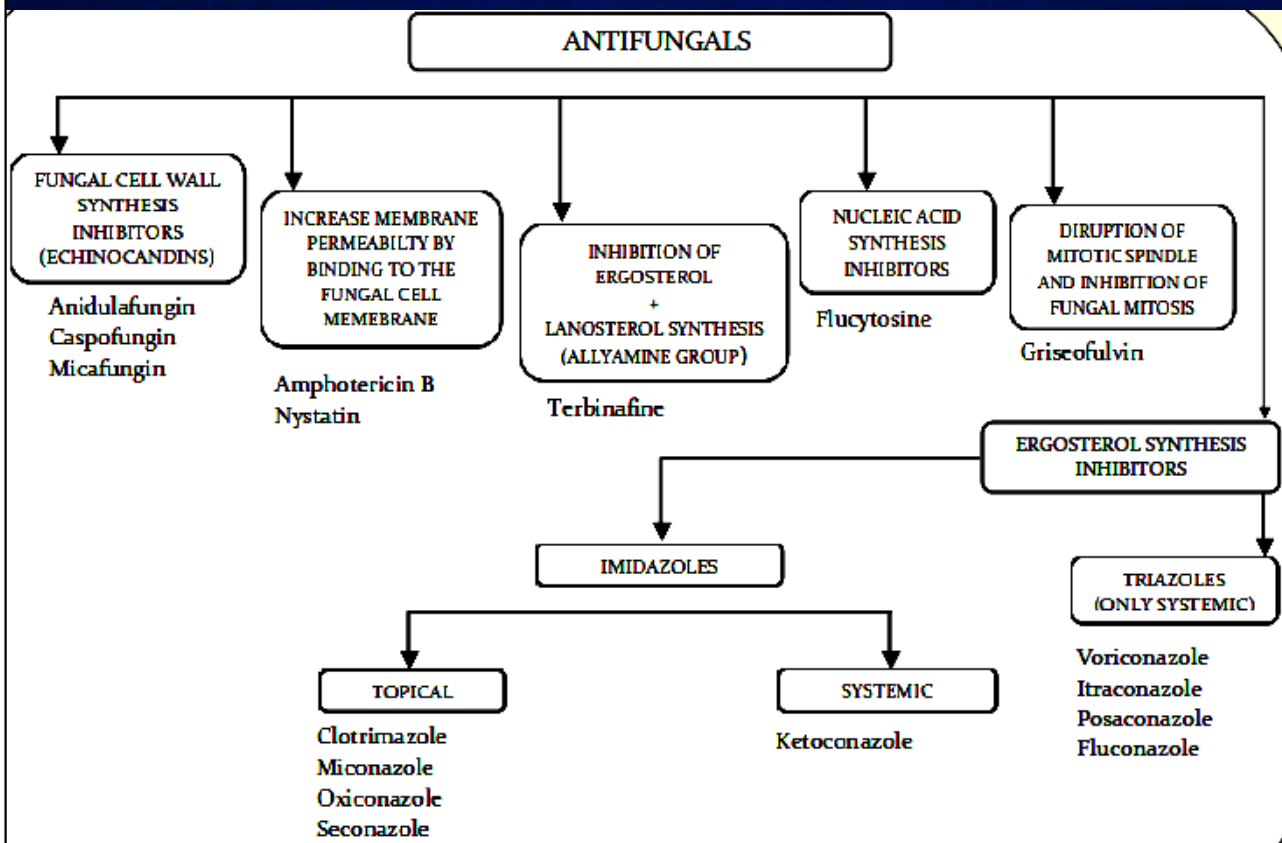 ANTIFUNGALS
FUNGAL CELL WALL
SYNTHESIS
INHIBITORS
(ECHINOCANDINS)
Anidulafungin
Caspofungin
Micafungin
INCREASE MEMBRANE
PERMEABILTY BY
BINDING TO THE
FUNGAL CELL
MEMEBRANE
Amphotericin B
Nystatin
INHIBITION OF
ERGOSTEROL
+
LANOSTEROL SYNTHESIS
(ALLYAMINE GROUP)
Terbinafine
NUCLEIC ACID
SYNTHESIS
INHIBITORS
Flucytosine
DIRUPTION OF
MITOTIC SPINDLE
AND INHIBITION OF
FUNGAL MITOSIS
Griseofulvin
ERGOSTEROL SYNTHESIS
INHIBITORS
IMIDAZOLES
TOPICAL
Clotrimazole
Miconazole
Oxiconazole
Seconazole
SYSTEMIC
Ketoconazole
TRIAZOLES
(ONLY SYSTEMIC)
Voriconazole
Itraconazole
Posaconazole
Fluconazole